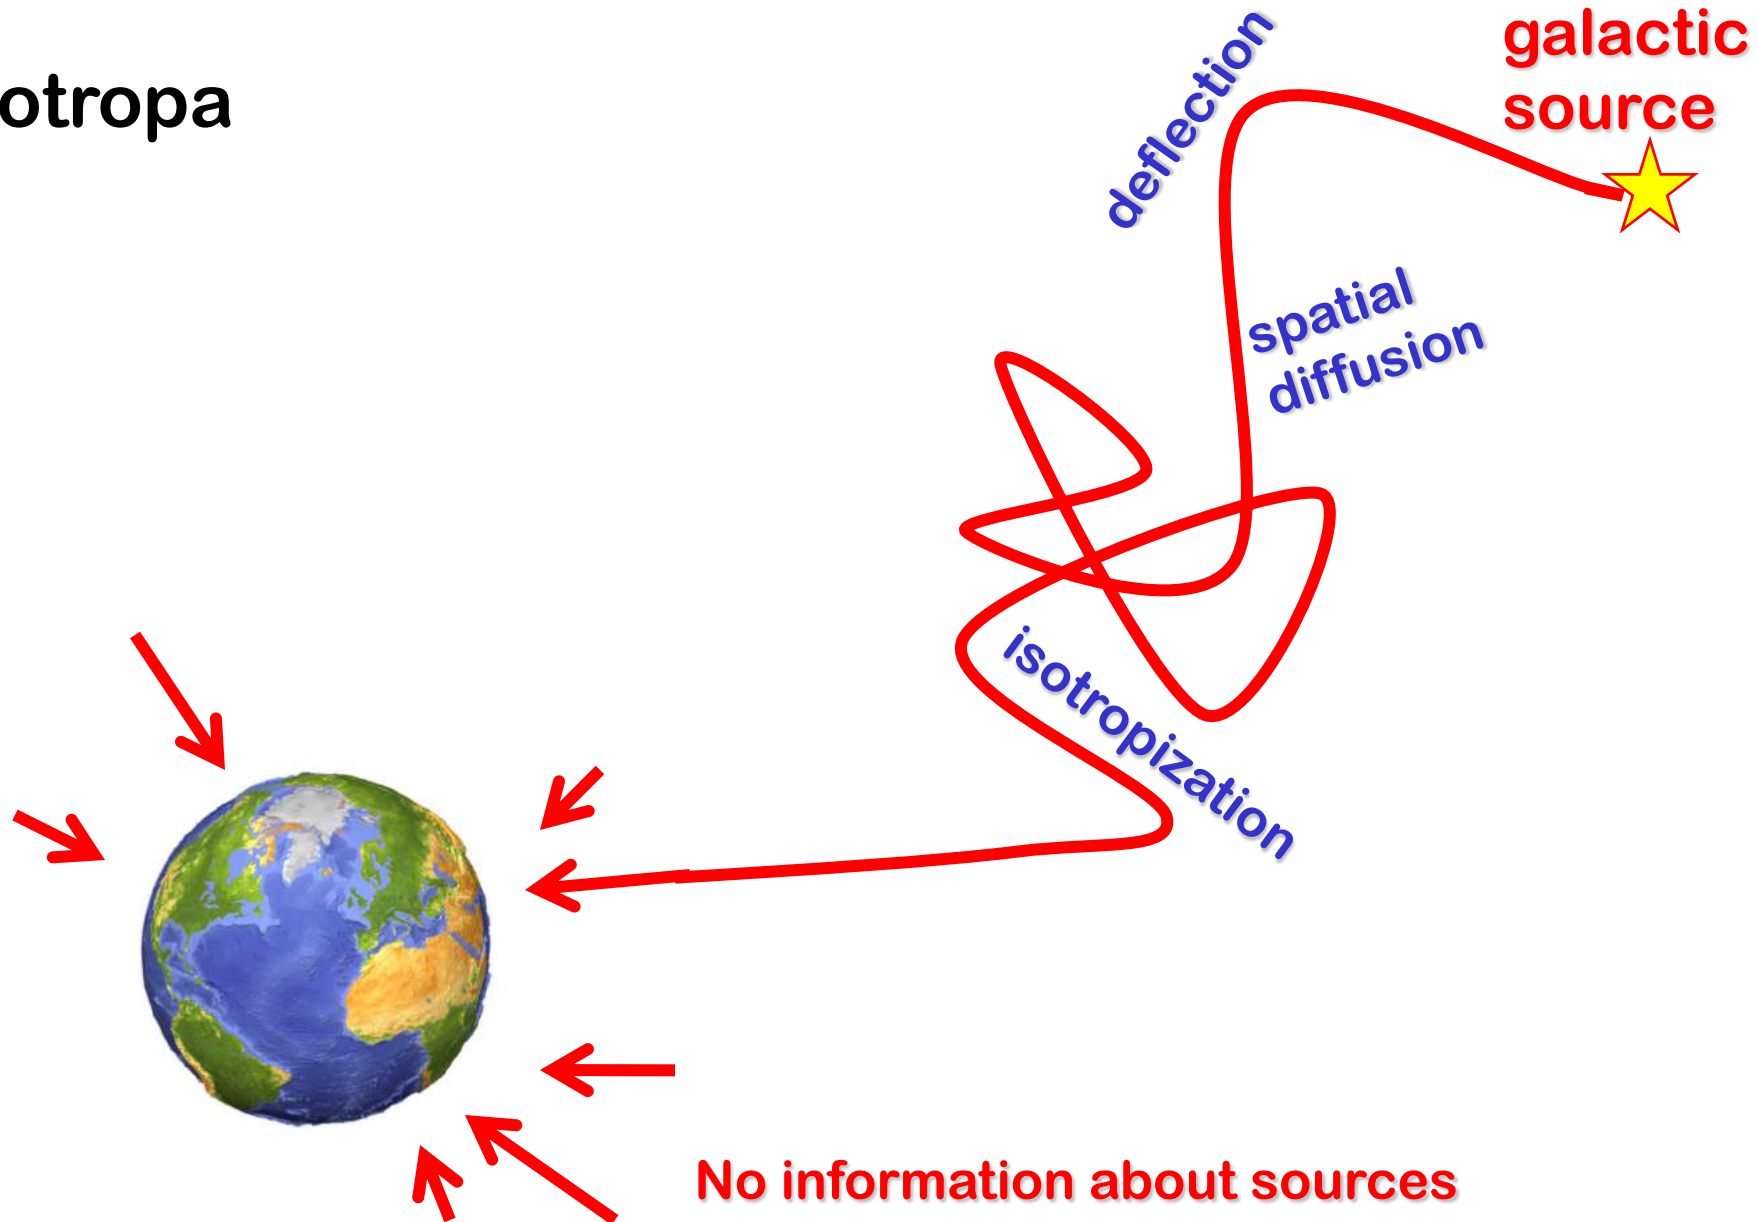 otropa
galactic
source
deflection
spatial
diffusion
isotropization
No information about sources